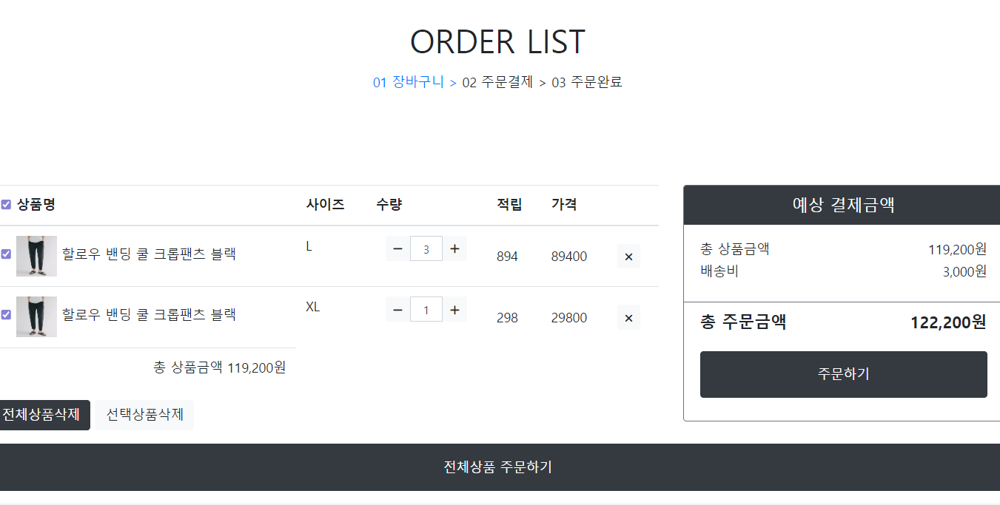 ORDER LIST
01 장바구니 > 02 주문결제 > 03 주문완료
상품명 사이즈 수량 적립 가격
할로우 밴딩 쿨 크롭팬츠 블랙 L − 3 + 894 89400 ×
할로우 밴딩 쿨 크롭팬츠 블랙 XL − 1 + 298 29800 ×
총 상품금액 119,200원
전체상품삭제 선택상품삭제
예상 결제금액
총 상품금액 119,200원
배송비 3,000원
총 주문금액 122,200원
주문하기
전체상품 주문하기